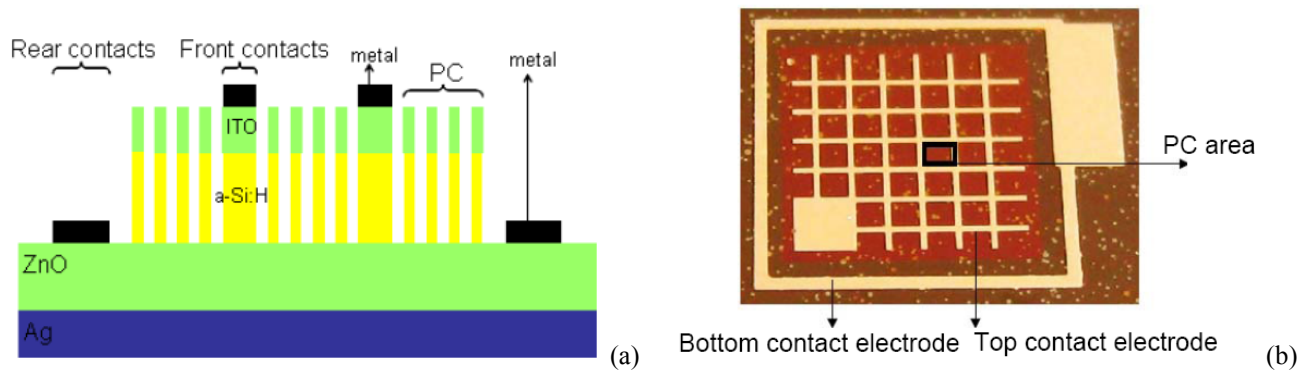 Rear contacts
Front contacts
metal
PC
metal
ITO
a-Si:H
ZnO
Ag
(a)
PC area
Bottom contact electrode
Top contact electrode
(b)